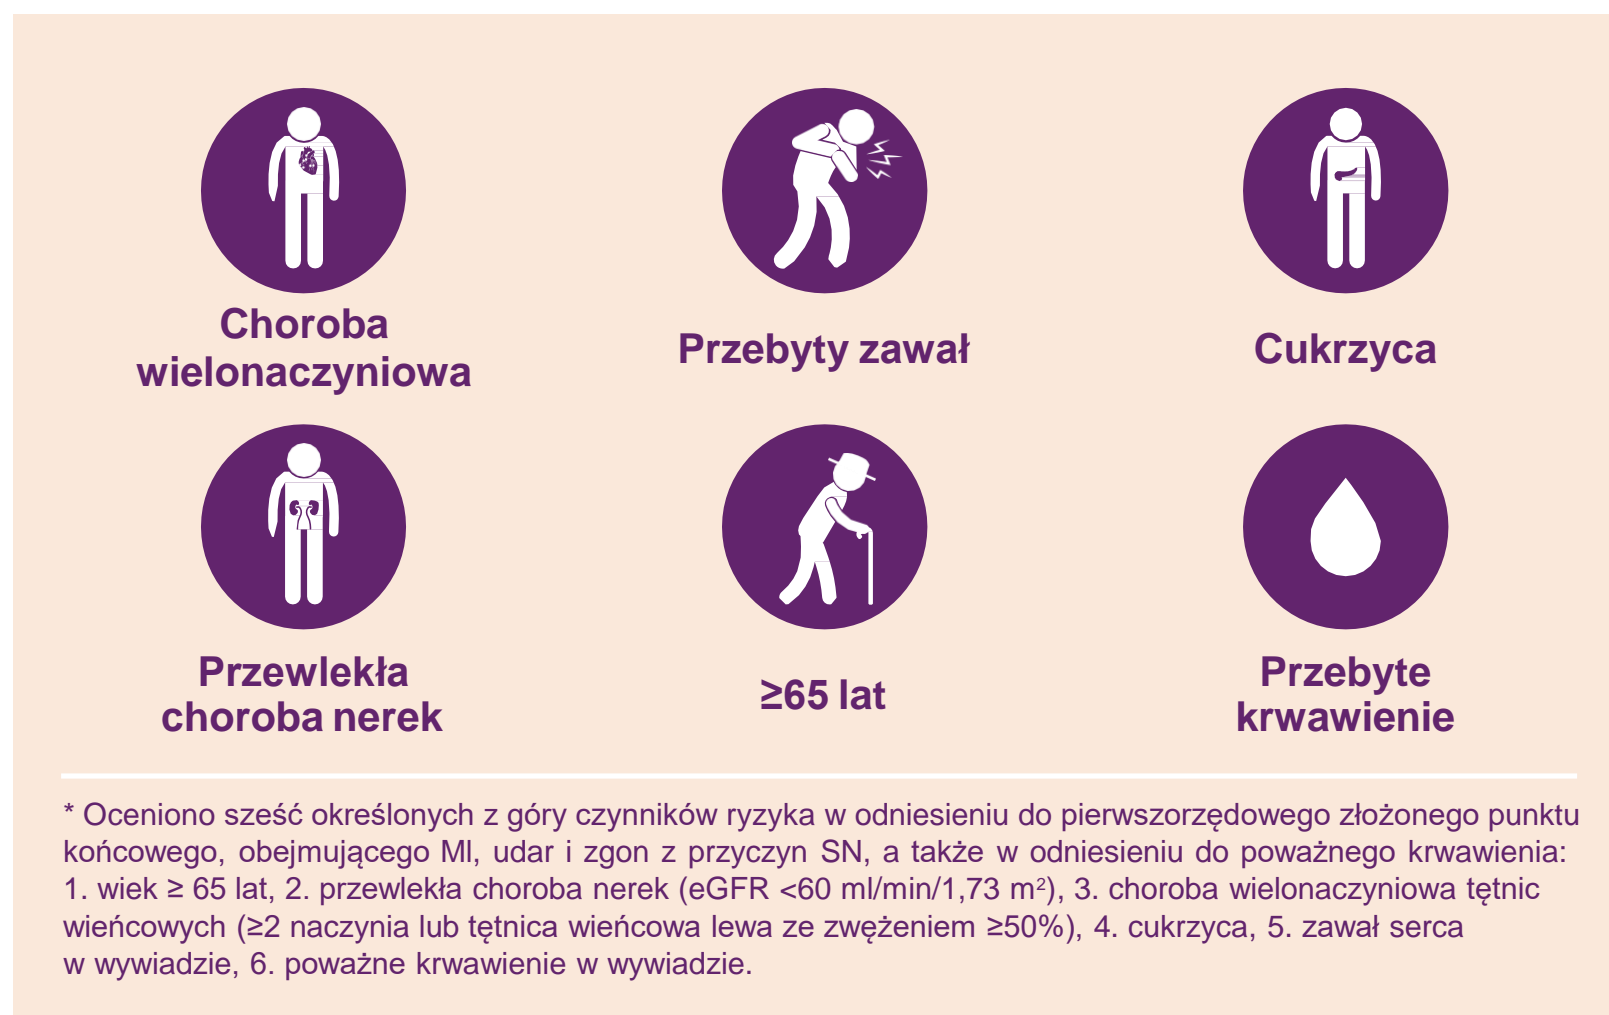 Choroba
wielonaczyniowa
Przebyty zawał
Cukrzyca
Przewlekła
choroba nerek
≥65 lat
Przebyte
krwawienie
* Oceniono sześć określonych z góry czynników ryzyka w odniesieniu do pierwszorzędowego złożonego punktu
końcowego, obejmującego MI, udar i zgon z przyczyn SN, a także w odniesieniu do poważnego krwawienia:
1. wiek ≥ 65 lat, 2. przewlekła choroba nerek (eGFR <60 ml/min/1,73 m²), 3. choroba wielonaczyniowa tętnic
wieńcowych (≥2 naczynia lub tętnica wieńcowa lewa ze zwężeniem ≥50%), 4. cukrzyca, 5. zawał serca
w wywiadzie, 6. poważne krwawienie w wywiadzie.